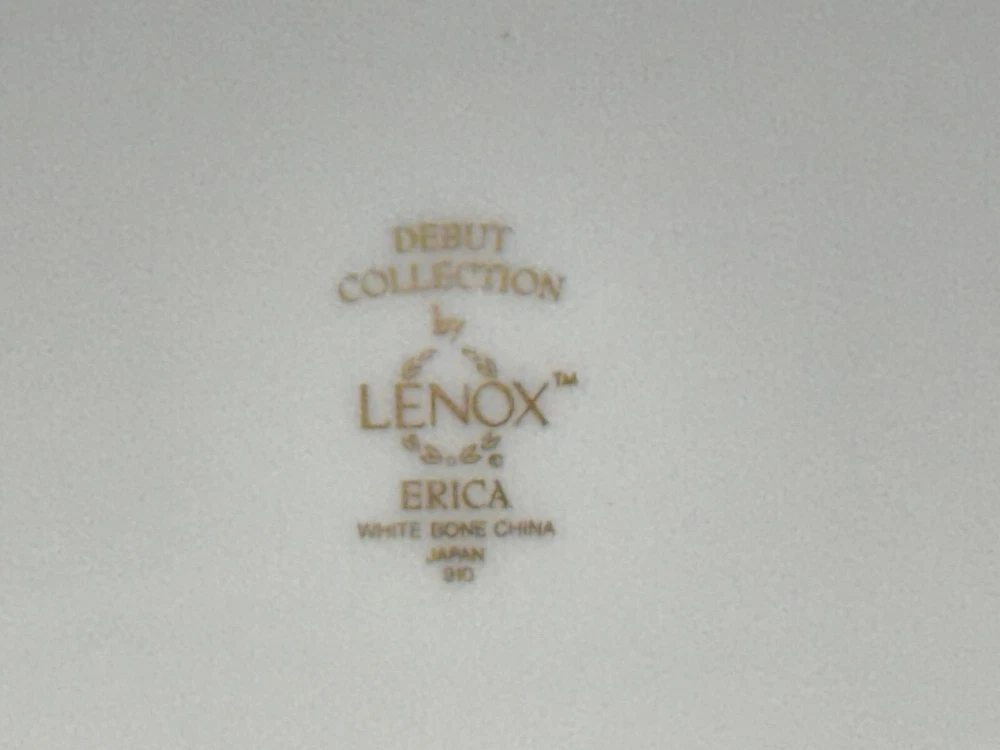 DEBUT
COLLECTION
by
LENOX™
©
ERICA
WHITE BONE CHINA
JAPAN
910